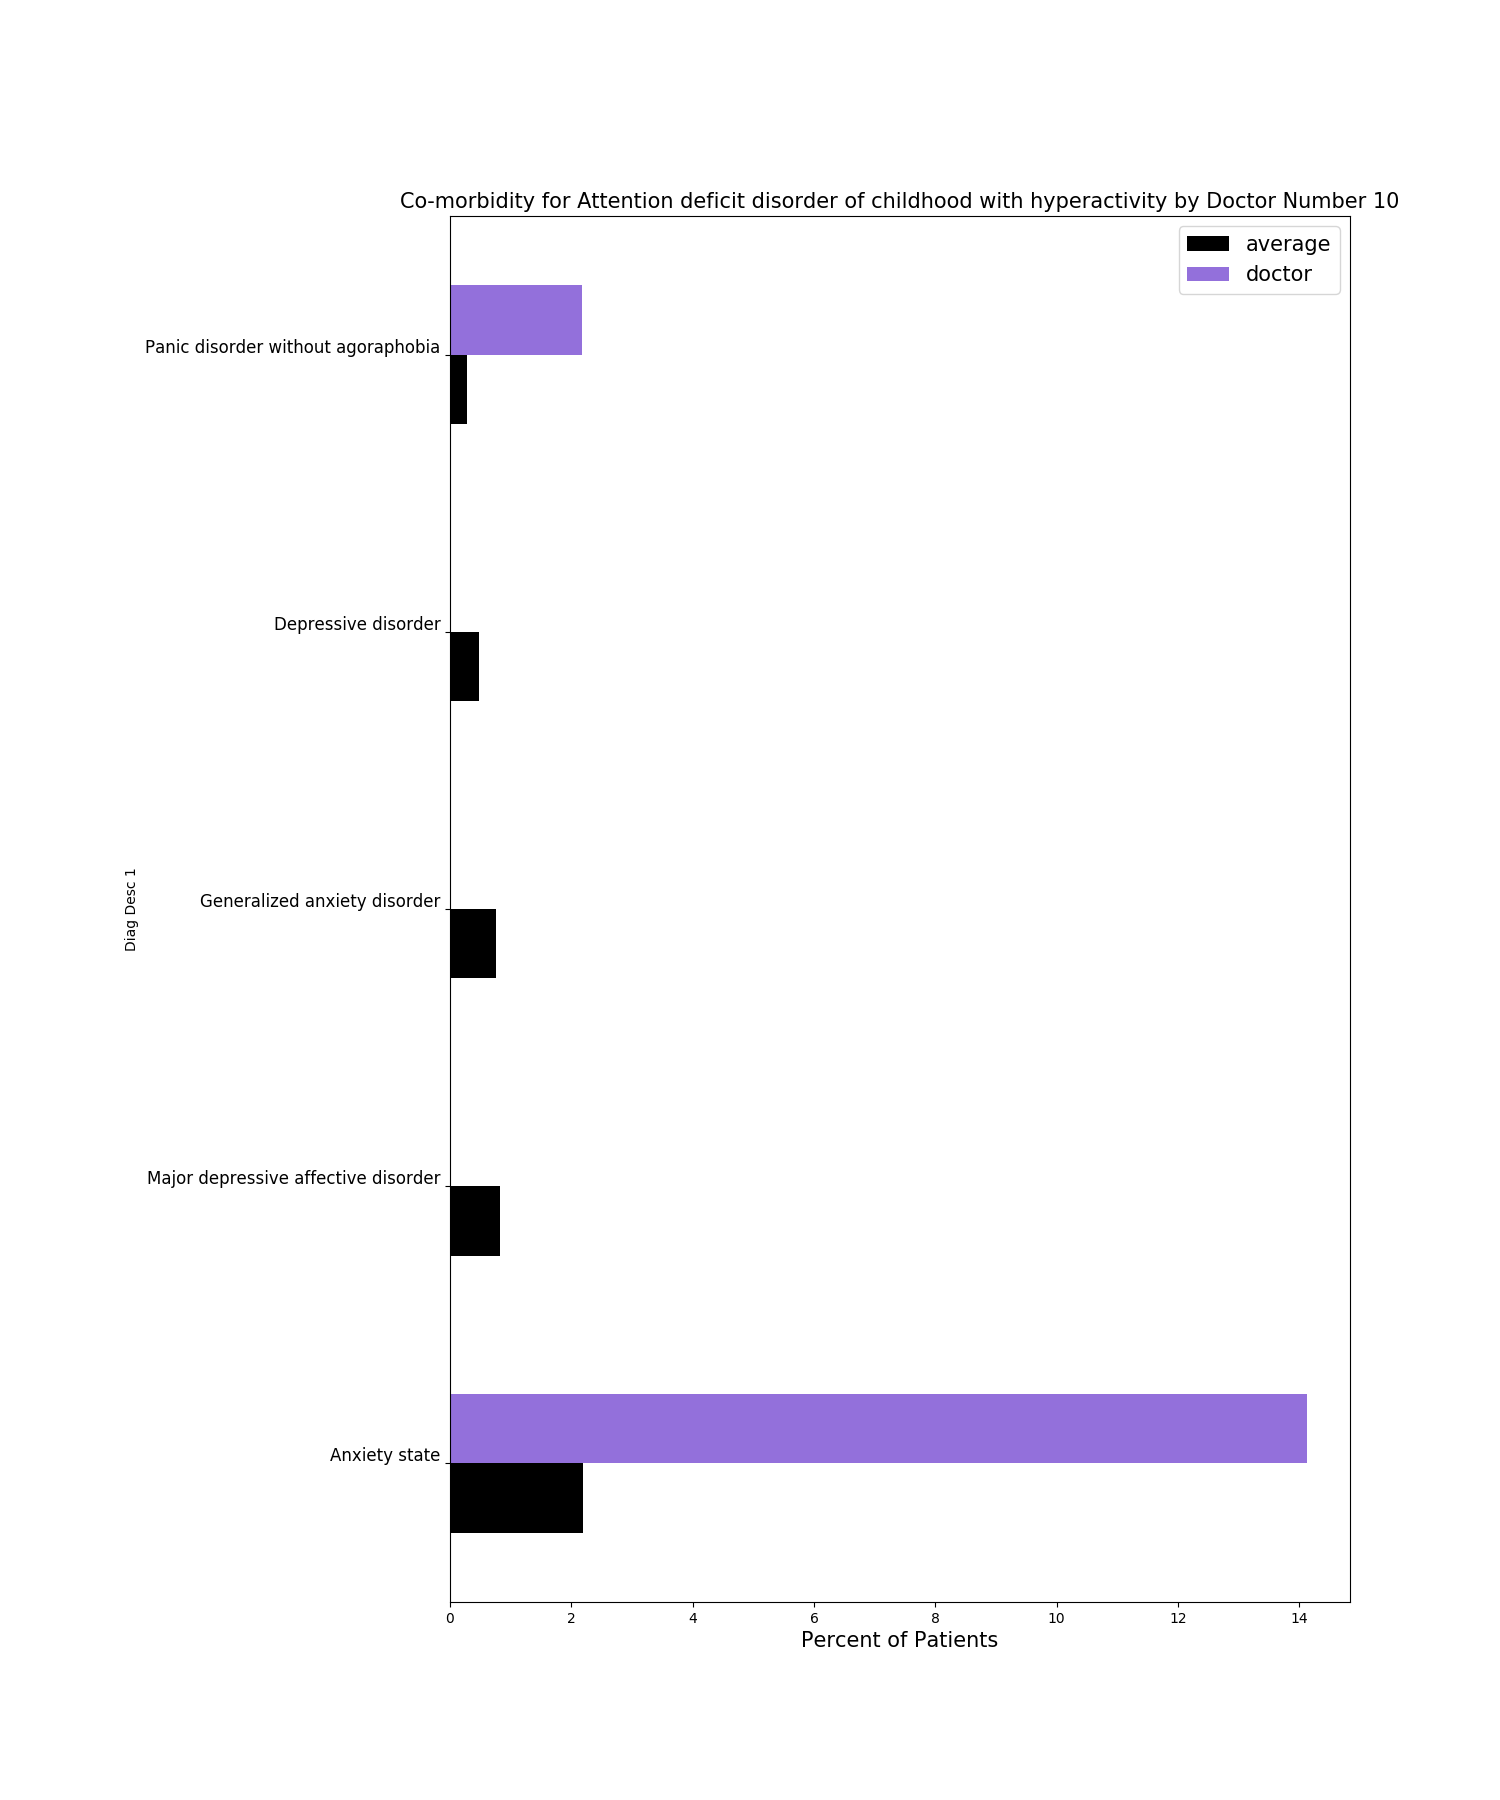 Co-morbidity for Attention deficit disorder of childhood with hyperactivity by Doctor Number 10
average
doctor
Panic disorder without agoraphobia
Depressive disorder
Generalized anxiety disorder
Major depressive affective disorder
Anxiety state
Diag Desc 1
0 2 4 6 8 10 12 14
Percent of Patients